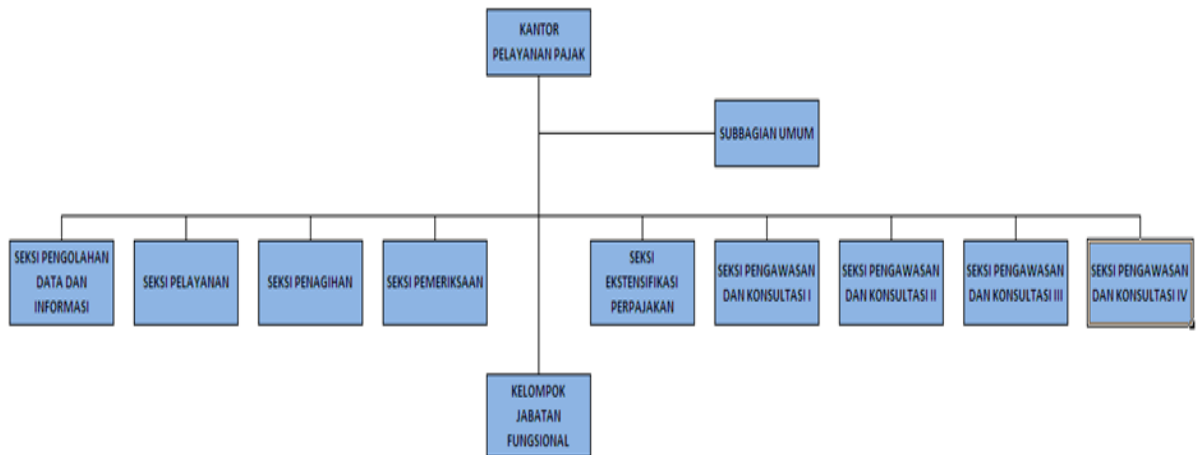 KANTOR
PELAYANAN PAJAK
SUBBAGIAN UMUM
SEKSI PENGOLAHAN
DATA DAN
INFORMASI
SEKSI PELAYANAN
SEKSI PENAGIHAN
SEKSI PEMERIKSAAN
SEKSI
EKSTENSIFIKASI
PERPAJAKAN
SEKSI PENGAWASAN
DAN KONSULTASI I
SEKSI PENGAWASAN
DAN KONSULTASI II
SEKSI PENGAWASAN
DAN KONSULTASI III
SEKSI PENGAWASAN
DAN KONSULTASI IV
KELOMPOK
JABATAN
FUNGSIONAL